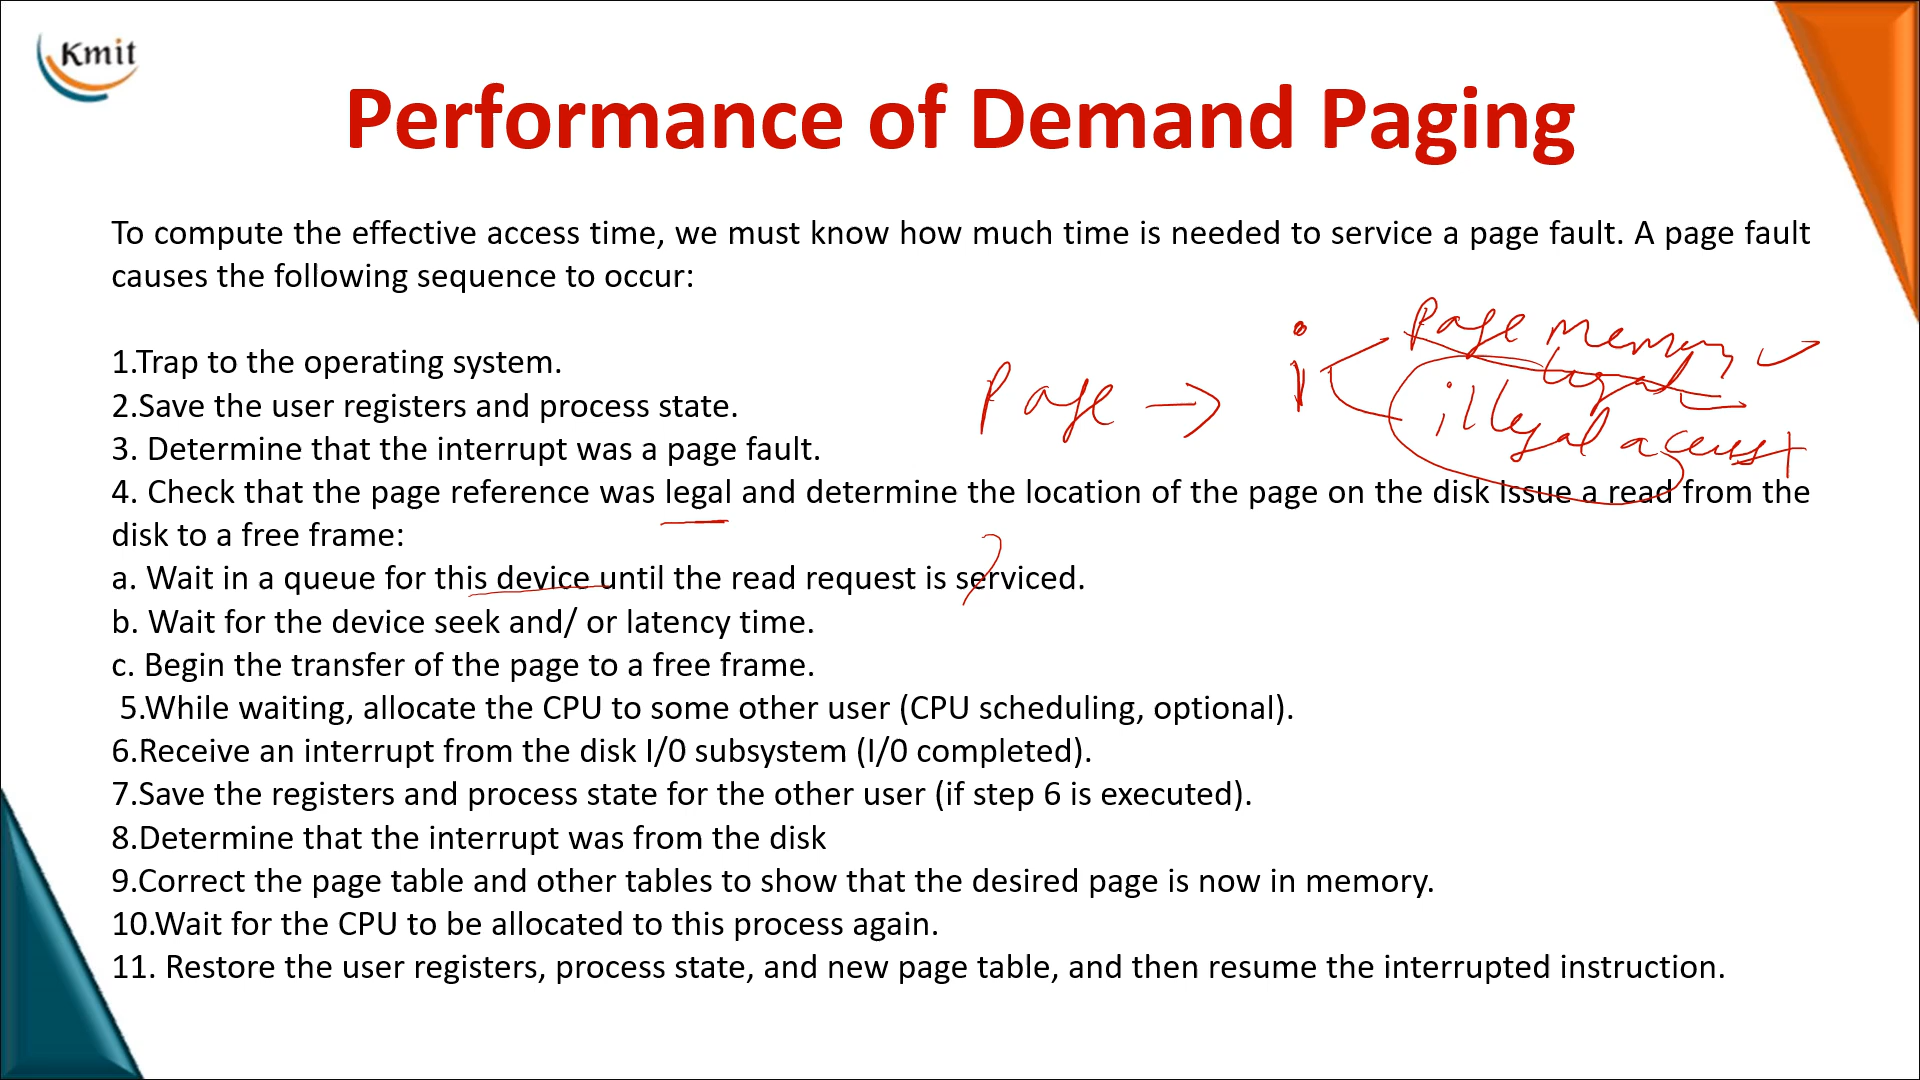 Kmit
Performance of Demand Paging
To compute the effective access time, we must know how much time is needed to service a page fault. A page fault
causes the following sequence to occur:
Page memory
legal
1.Trap to the operating system.
Page → i
illegal access
2.Save the user registers and process state.
3. Determine that the interrupt was a page fault.
4. Check that the page reference was legal and determine the location of the page on the disk Issue a read from the
disk to a free frame:
a. Wait in a queue for this device until the read request is serviced.
b. Wait for the device seek and/ or latency time.
c. Begin the transfer of the page to a free frame.
5.While waiting, allocate the CPU to some other user (CPU scheduling, optional).
6.Receive an interrupt from the disk I/0 subsystem (I/0 completed).
7.Save the registers and process state for the other user (if step 6 is executed).
8.Determine that the interrupt was from the disk
9.Correct the page table and other tables to show that the desired page is now in memory.
10.Wait for the CPU to be allocated to this process again.
11. Restore the user registers, process state, and new page table, and then resume the interrupted instruction.